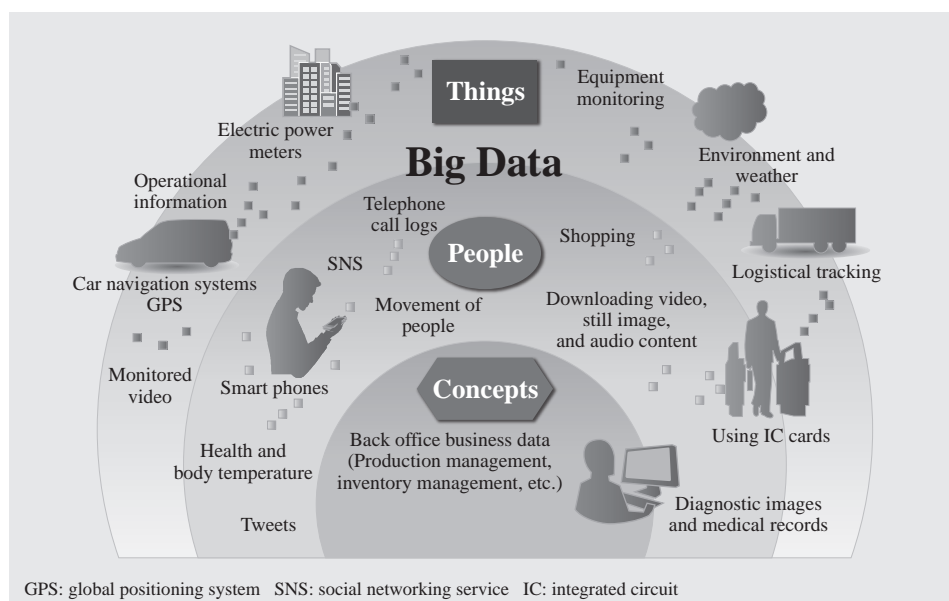 Things
Equipment
monitoring
Electric power
meters
Big Data
Environment and
weather
Operational
information
Telephone
call logs
People
Shopping
SNS
Logistical tracking
Car navigation systems
GPS
Movement of
people
Downloading video,
still image,
and audio content
Monitored
video
Smart phones
Concepts
Using IC cards
Health and
body temperature
Back office business data
(Production management,
inventory management, etc.)
Diagnostic images
and medical records
Tweets
GPS: global positioning system SNS: social networking service IC: integrated circuit